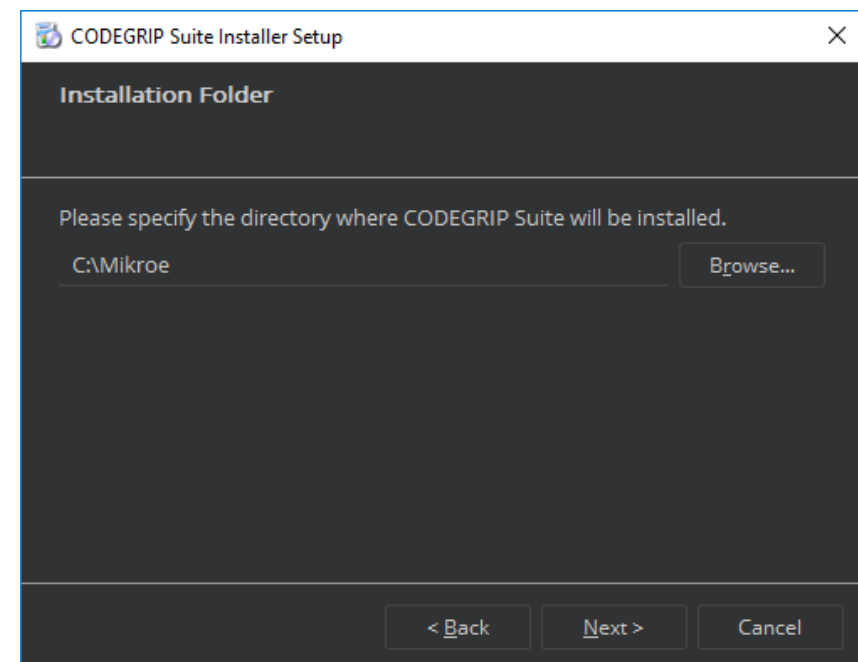 CODEGRIP Suite Installer Setup
Installation Folder
Please specify the directory where CODEGRIP Suite will be installed.
C:\Mikroe
Browse...
< Back Next > Cancel